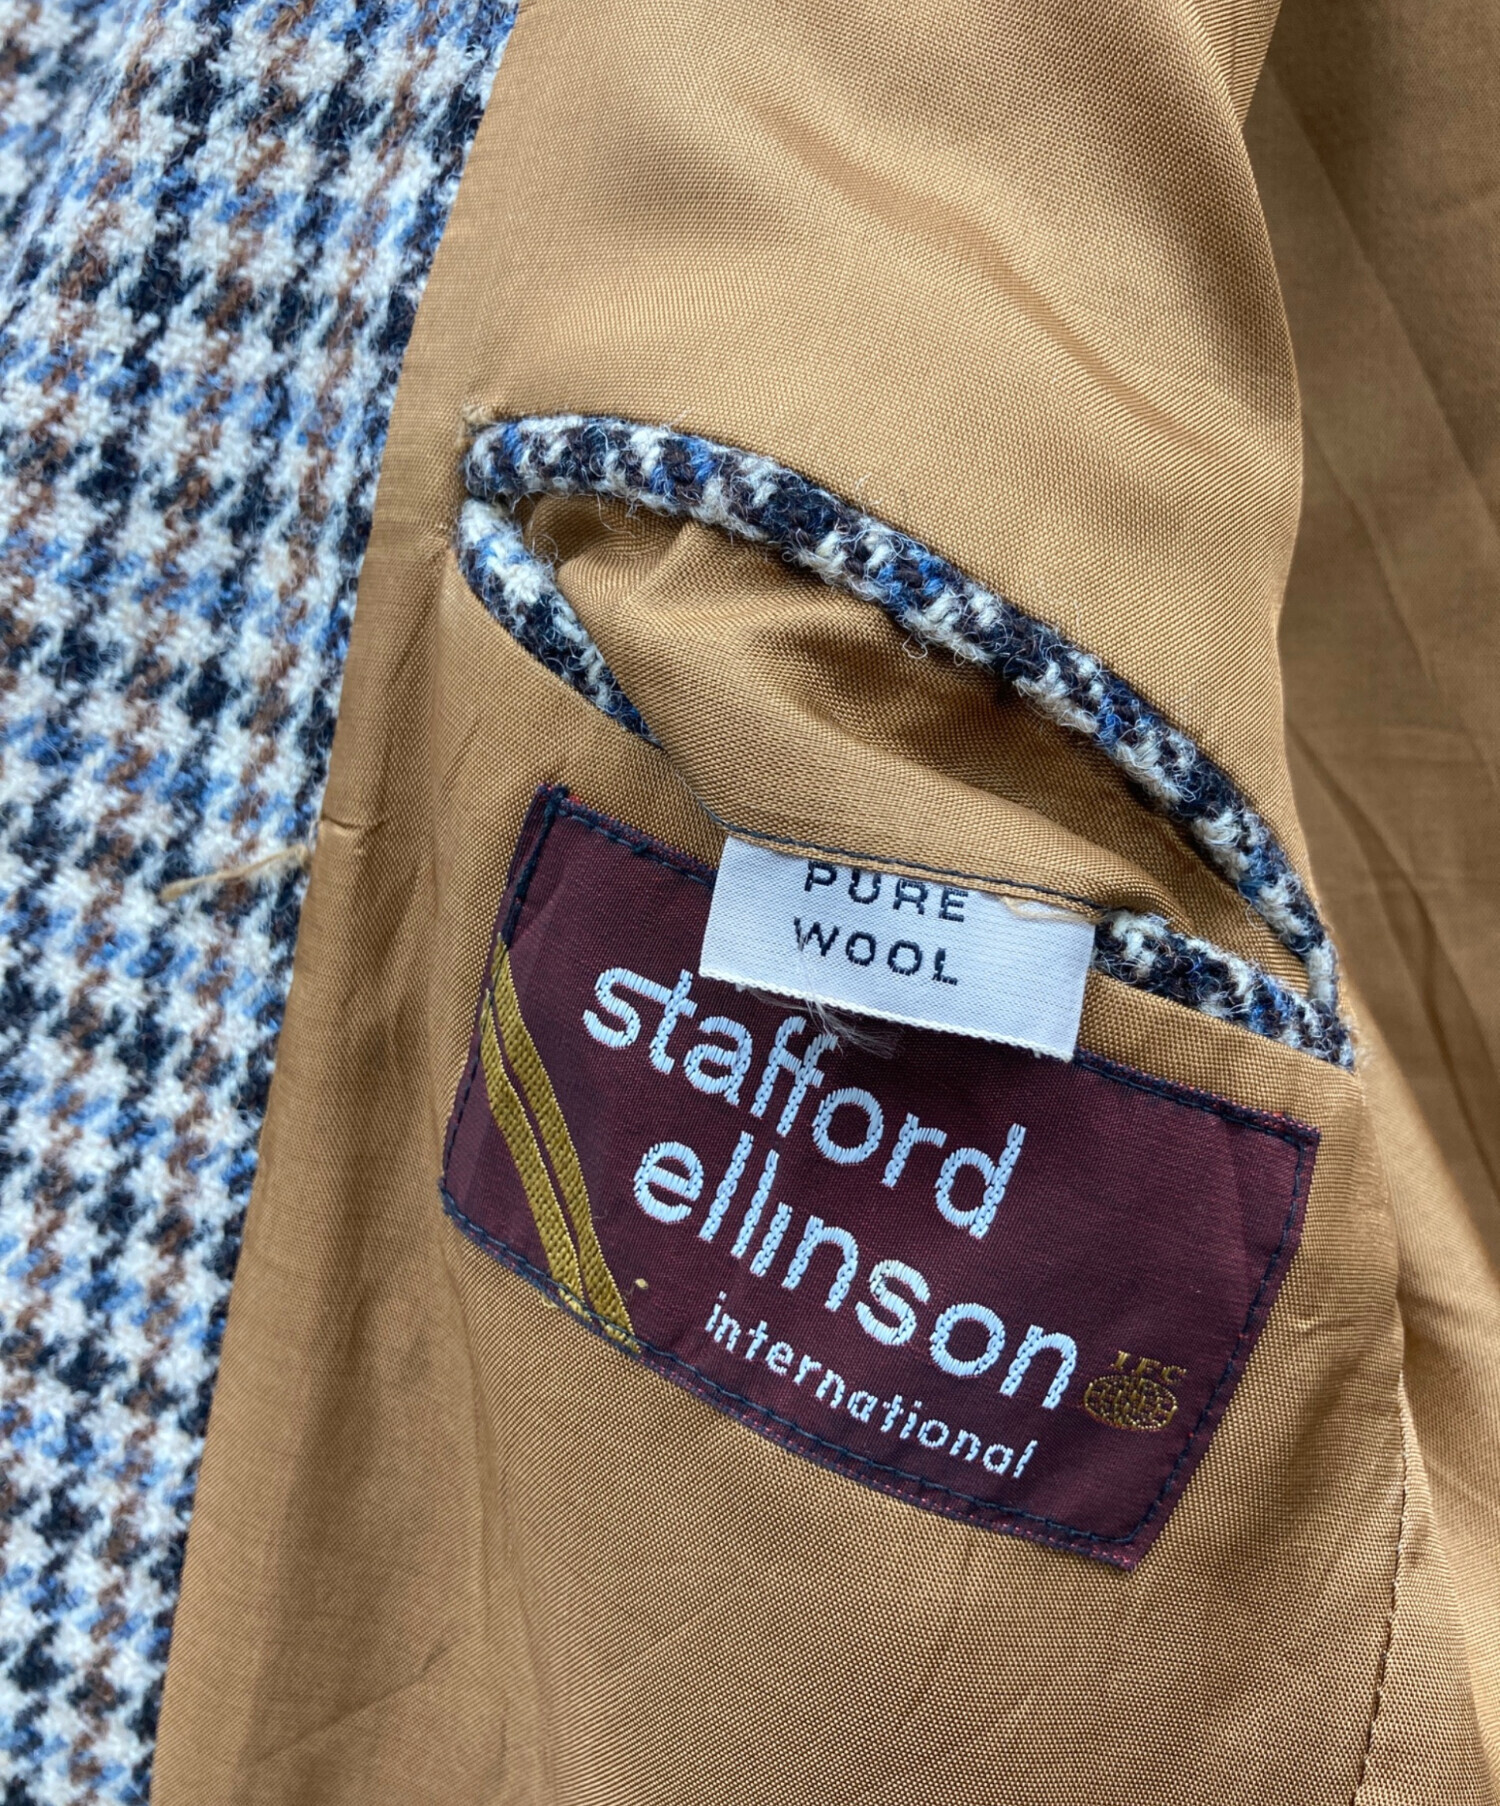 PURE
WOOL
stafford
ellinson
international
IFC